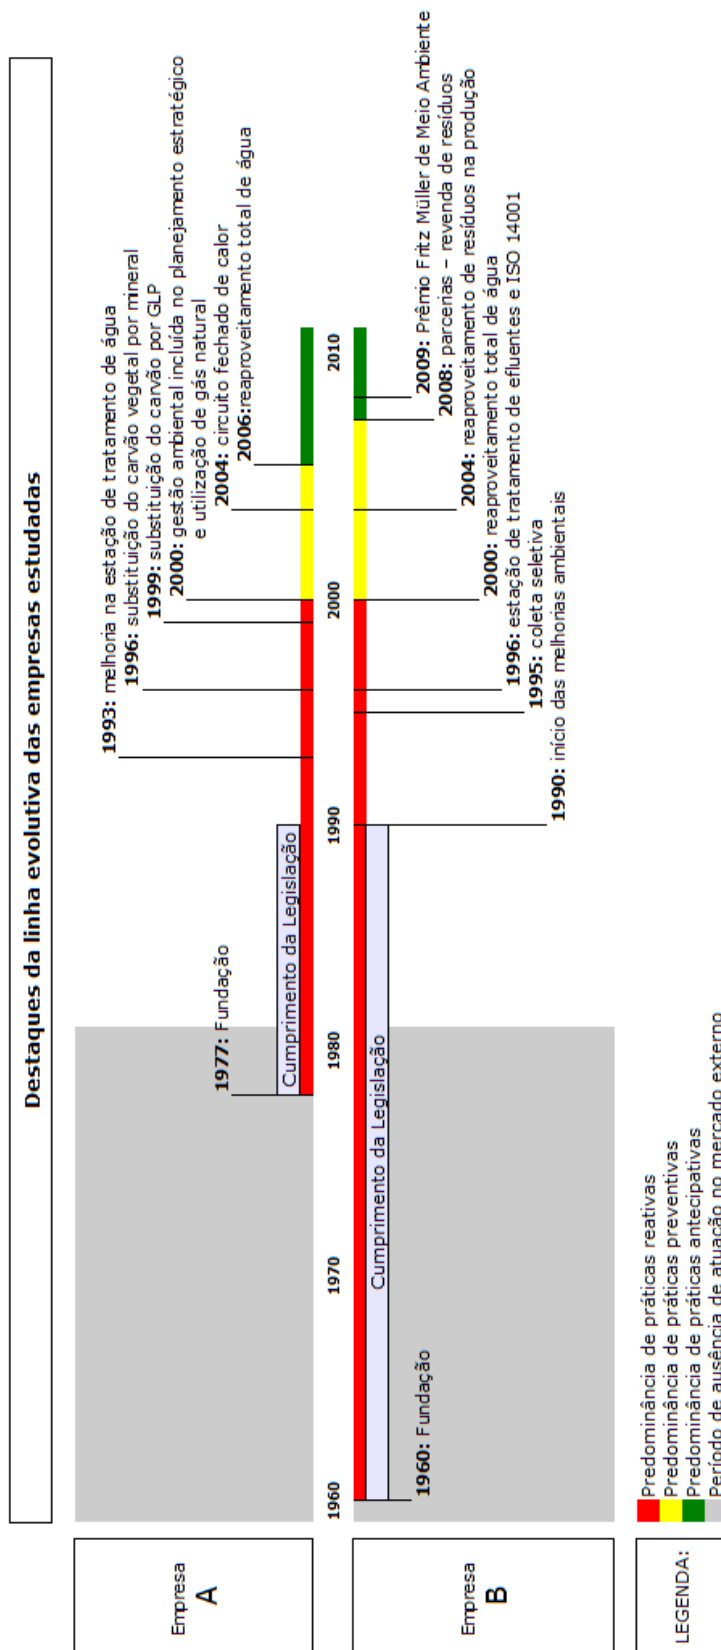 Destaques da linha evolutiva das empresas estudadas
Empresa
A
1977: Fundação
Cumprimento da Legislação
1993: melhoria na estação de tratamento de água
1996: substituição do carvão vegetal por mineral
1999: substituição do carvão por GLP
2000: gestão ambiental incluída no planejamento estratégico
e utilização de gás natural
2004: circuito fechado de calor
2006:reaproveitamento total de água
1960
1970
1980
1990
2000
2010
Empresa
B
1960: Fundação
Cumprimento da Legislação
2009: Prêmio Fritz Müller de Meio Ambiente
2008: parcerias – revenda de resíduos
2004: reaproveitamento de resíduos na produção
2000: reaproveitamento total de água
1996: estação de tratamento de efluentes e ISO 14001
1995: coleta seletiva
1990: início das melhorias ambientais
LEGENDA:
Predominância de práticas reativas
Predominância de práticas preventivas
Predominância de práticas antecipativas
Período de ausência de atuação no mercado externo